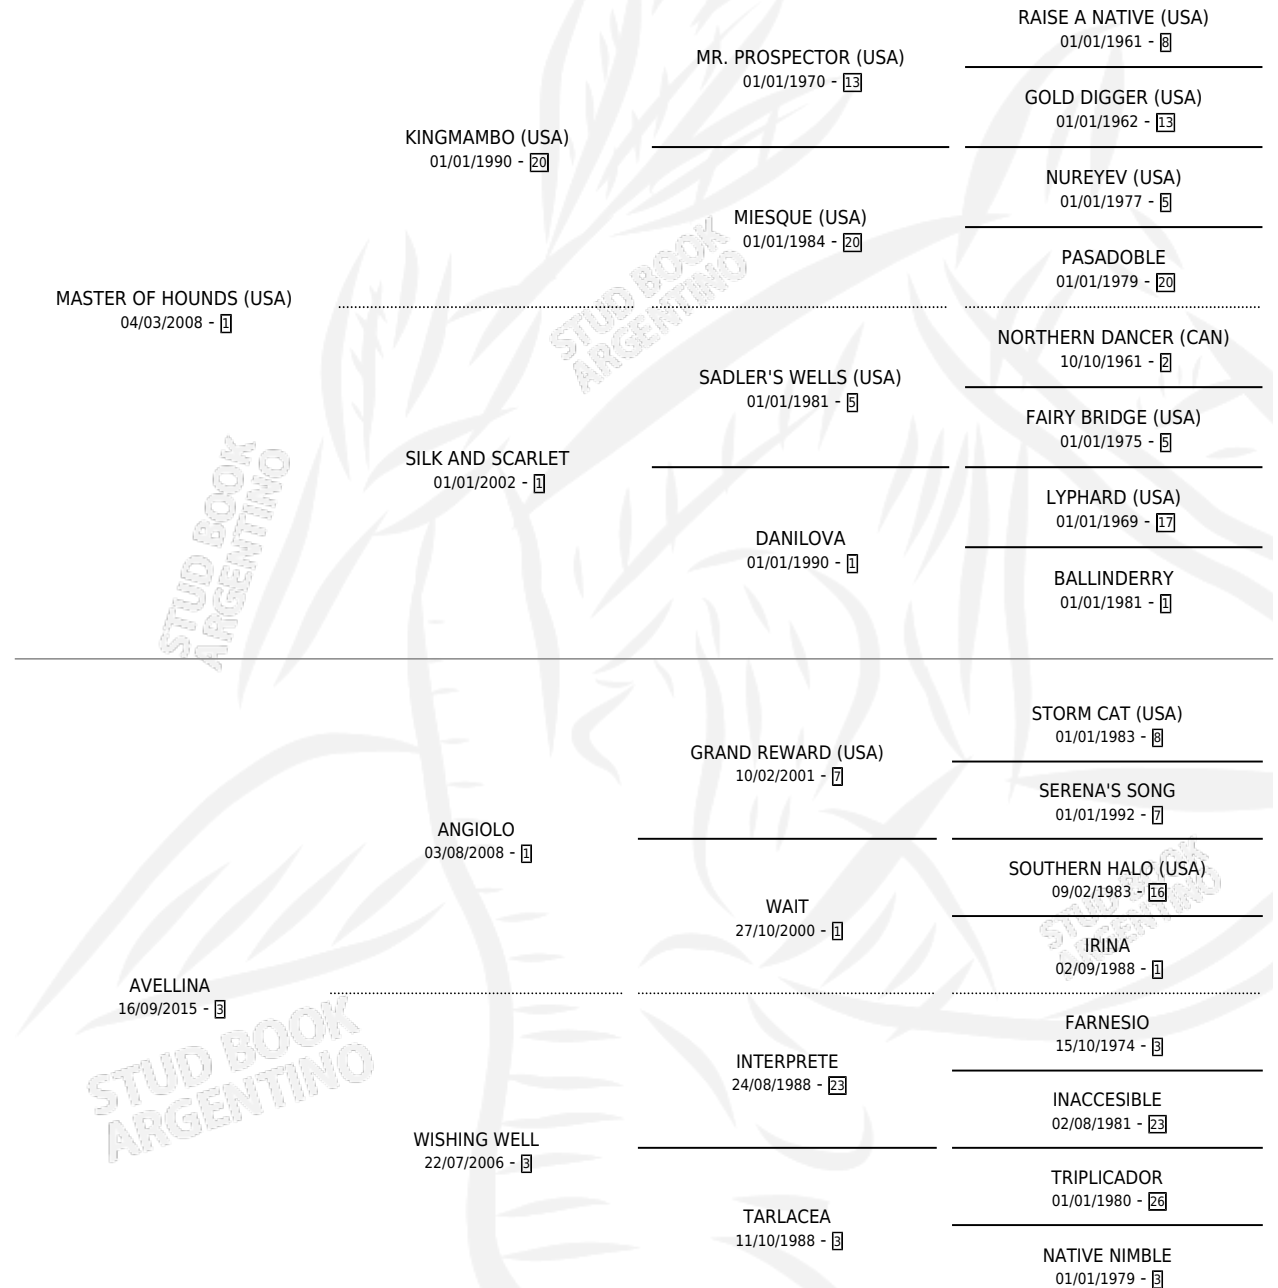 RAISE A NATIVE (USA)
01/01/1961 - 8
MR. PROSPECTOR (USA)
01/01/1970 - 13
GOLD DIGGER (USA)
01/01/1962 - 13
KINGMAMBO (USA)
01/01/1990 - 20
NUREYEV (USA)
01/01/1977 - 5
MIESQUE (USA)
01/01/1984 - 20
PASADOBLE
01/01/1979 - 20
MASTER OF HOUNDS (USA)
04/03/2008 - 1
STUD BOOK
ARGENTINO
NORTHERN DANCER (CAN)
10/10/1961 - 2
SADLER'S WELLS (USA)
01/01/1981 - 5
FAIRY BRIDGE (USA)
01/01/1975 - 5
SILK AND SCARLET
01/01/2002 - 1
LYPHARD (USA)
01/01/1969 - 17
DANILOVA
01/01/1990 - 1
BALLINDERRY
01/01/1981 - 1
STUD BOOK
ARGENTINO
STORM CAT (USA)
01/01/1983 - 8
GRAND REWARD (USA)
10/02/2001 - 7
SERENA'S SONG
01/01/1992 - 7
ANGIOLO
03/08/2008 - 1
SOUTHERN HALO (USA)
09/02/1983 - 16
WAIT
27/10/2000 - 1
STUD BOOK
ARGENTINO
IRINA
02/09/1988 - 1
AVELLINA
16/09/2015 - 3
STUD BOOK
ARGENTINO
FARNESIO
15/10/1974 - 3
INTERPRETE
24/08/1988 - 23
INACCESIBLE
02/08/1981 - 23
WISHING WELL
22/07/2006 - 3
TRIPLICADOR
01/01/1980 - 26
TARLACEA
11/10/1988 - 3
NATIVE NIMBLE
01/01/1979 - 3